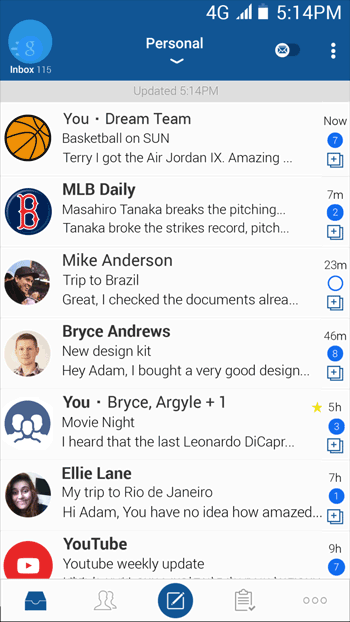 4G 5:14PM
g
Personal
Inbox 115
Updated 5:14PM
You • Dream Team Now
Basketball on SUN 7
Terry I got the Air Jordan IX. Amazing ...
MLB Daily 7m
Masahiro Tanaka breaks the pitching... 2
Tanaka broke the strikes record, pitch...
B
Mike Anderson 23m
Trip to Brazil
Great, I checked the documents alrea...
Bryce Andrews 46m
New design kit 8
Hey Adam, I bought a very good design...
You • Bryce, Argyle + 1 5h
Movie Night 3
I heard that the last Leonardo DiCapr...
Ellie Lane 7h
My trip to Rio de Janeiro 1
Hi Adam, You have no idea how amazed...
YouTube 9h
Youtube weekly update 7